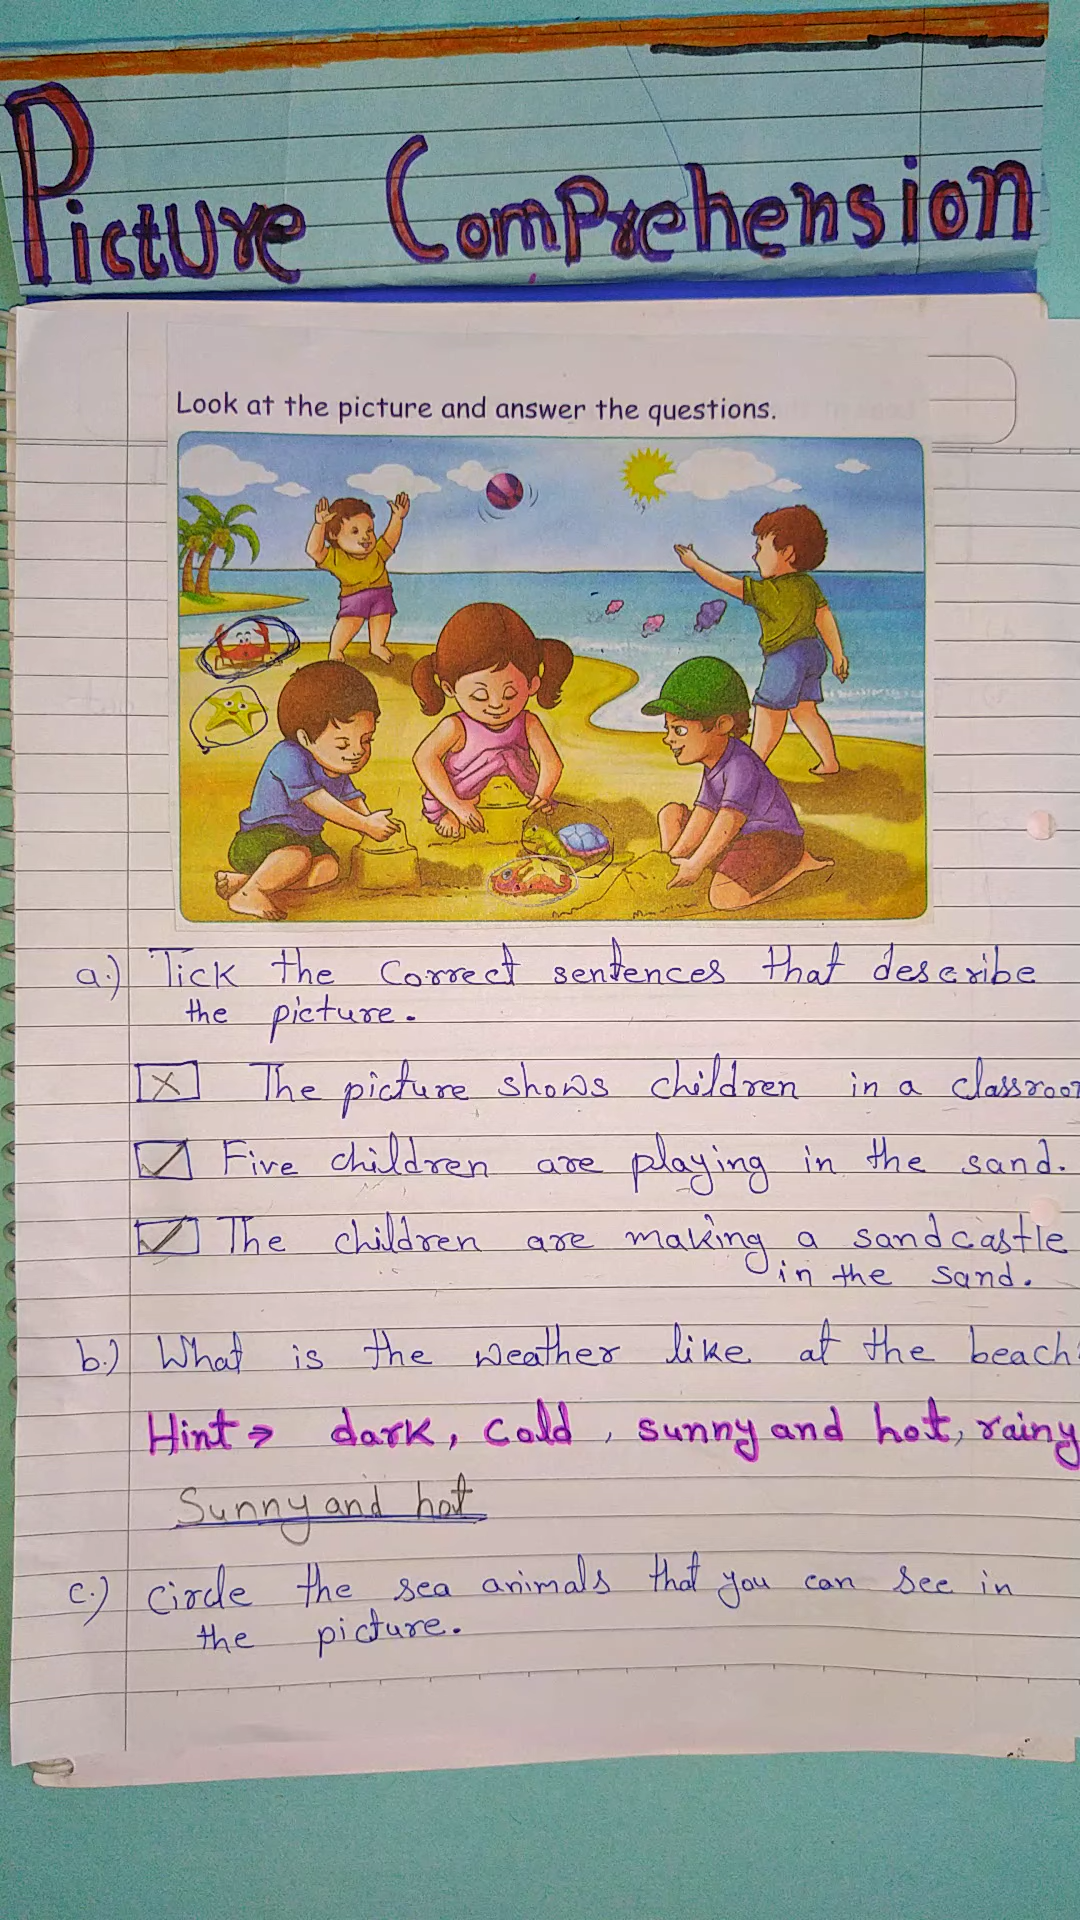 Picture Comprehension
Look at the picture and answer the questions.
a.) Tick the correct sentences that describe
the picture.
☒ The picture shows children in a classroom
☑ Five children are playing in the sand.
☑ The children are making a sandcastle
in the sand.
b.) What is the weather like at the beach?
Hint → dark, cold, sunny and hot, rainy
Sunny and hot
c.) Circle the sea animals that you can see in
the picture.